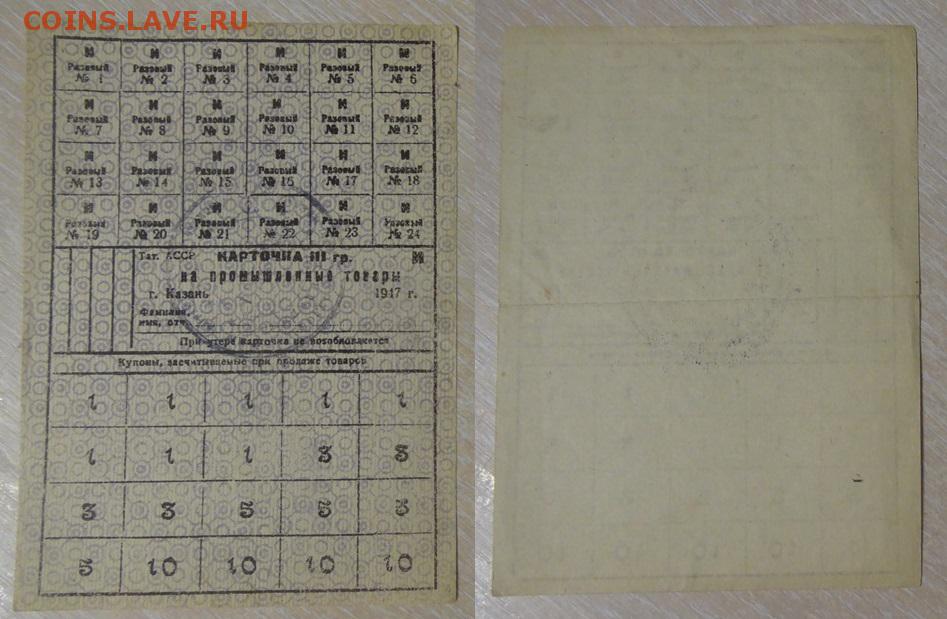 COINS.LAVE.RU
И И И И И И
Разовый Разовый Разовый Разовый Разовый Разовый
№ 1 № 2 № 3 № 4 № 5 № 6
И И И И И И
Разовый Разовый Разовый Разовый Разовый Разовый
№ 7 № 8 № 9 № 10 № 11 № 12
И И И И И И
Разовый Разовый Разовый Разовый Разовый Разовый
№ 13 № 14 № 15 № 16 № 17 № 18
И И И И И И
Разовый Разовый Разовый Разовый Разовый Разовый
№ 19 № 20 № 21 № 22 № 23 № 24
Тат. АССР КАРТОЧКА III гр. И
на промышленные товары
г. Казань 1947 г.
Фамилия,
имя, отч.
При утере карточка не возобновляется
Купоны, засчитываемые при продаже товаров
1 1 1 1 1
1 1 1 3 3
3 3 5 5 5
5 10 10 10 10